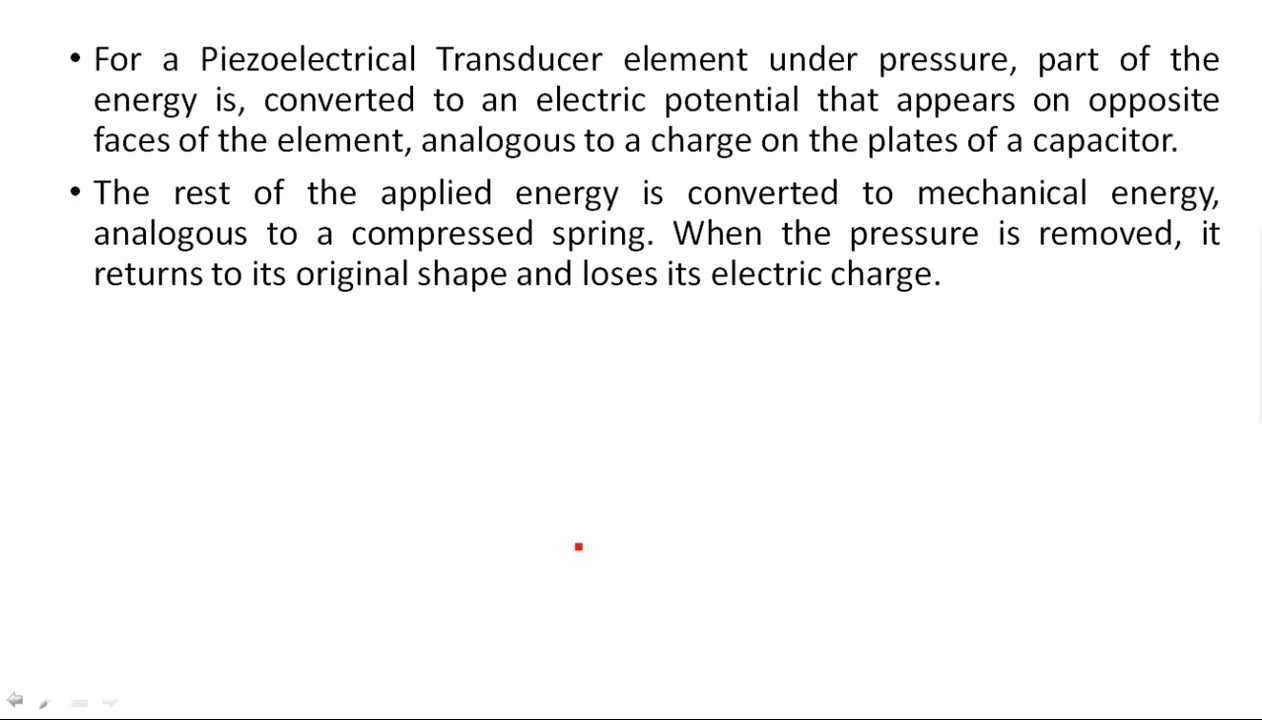 • For a Piezoelectrical Transducer element under pressure, part of the
energy is, converted to an electric potential that appears on opposite
faces of the element, analogous to a charge on the plates of a capacitor.
• The rest of the applied energy is converted to mechanical energy,
analogous to a compressed spring. When the pressure is removed, it
returns to its original shape and loses its electric charge.